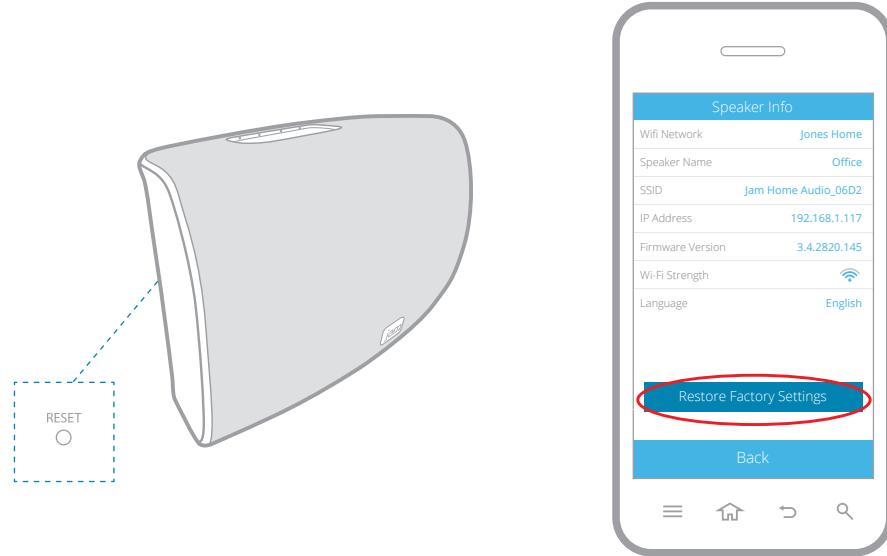 RESET
jam
Speaker Info
Wifi Network Jones Home
Speaker Name Office
SSID Jam Home Audio_06D2
IP Address 192.168.1.117
Firmware Version 3.4.2820.145
Wi-Fi Strength
Language English
Restore Factory Settings
Back